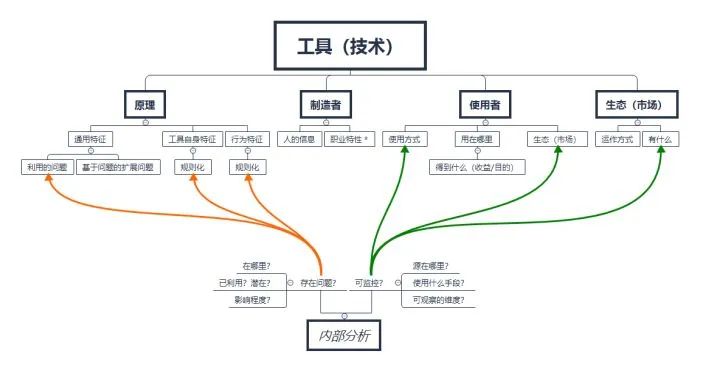 工具（技术）
原理
制造者
使用者
生态（市场）
通用特征
工具自身特征
行为特征
人的信息
职业特性
使用方式
用在哪里
生态（市场）
运作方式
有什么
利用的问题
基于问题的扩展问题
规则化
规则化
得到什么（收益/目的）
在哪里？
已利用？潜在？
影响程度？
存在问题？
可监控？
源在哪里？
使用什么手段？
可观察的维度？
内部分析